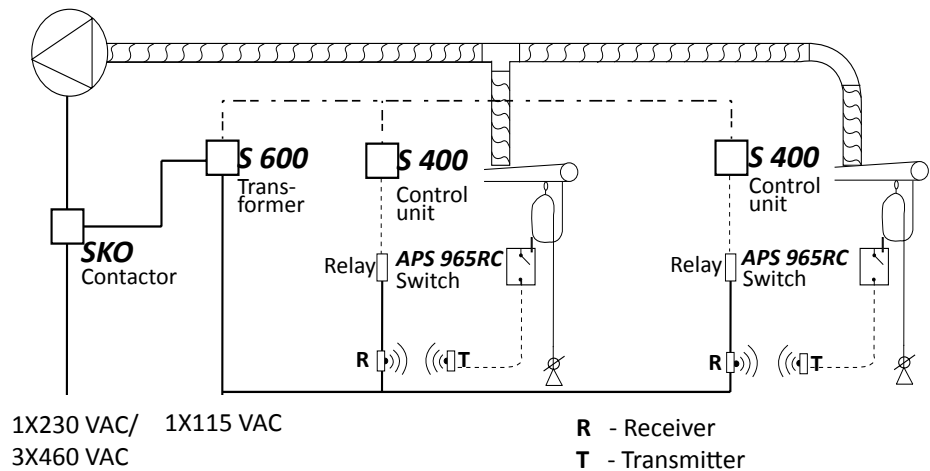 S 600
Trans-
former
S 400
Control
unit
S 400
Control
unit
SKO
Contactor
Relay
APS 965RC
Switch
Relay
APS 965RC
Switch
R
T
R
T
1X230 VAC/
3X460 VAC
1X115 VAC
R - Receiver
T - Transmitter